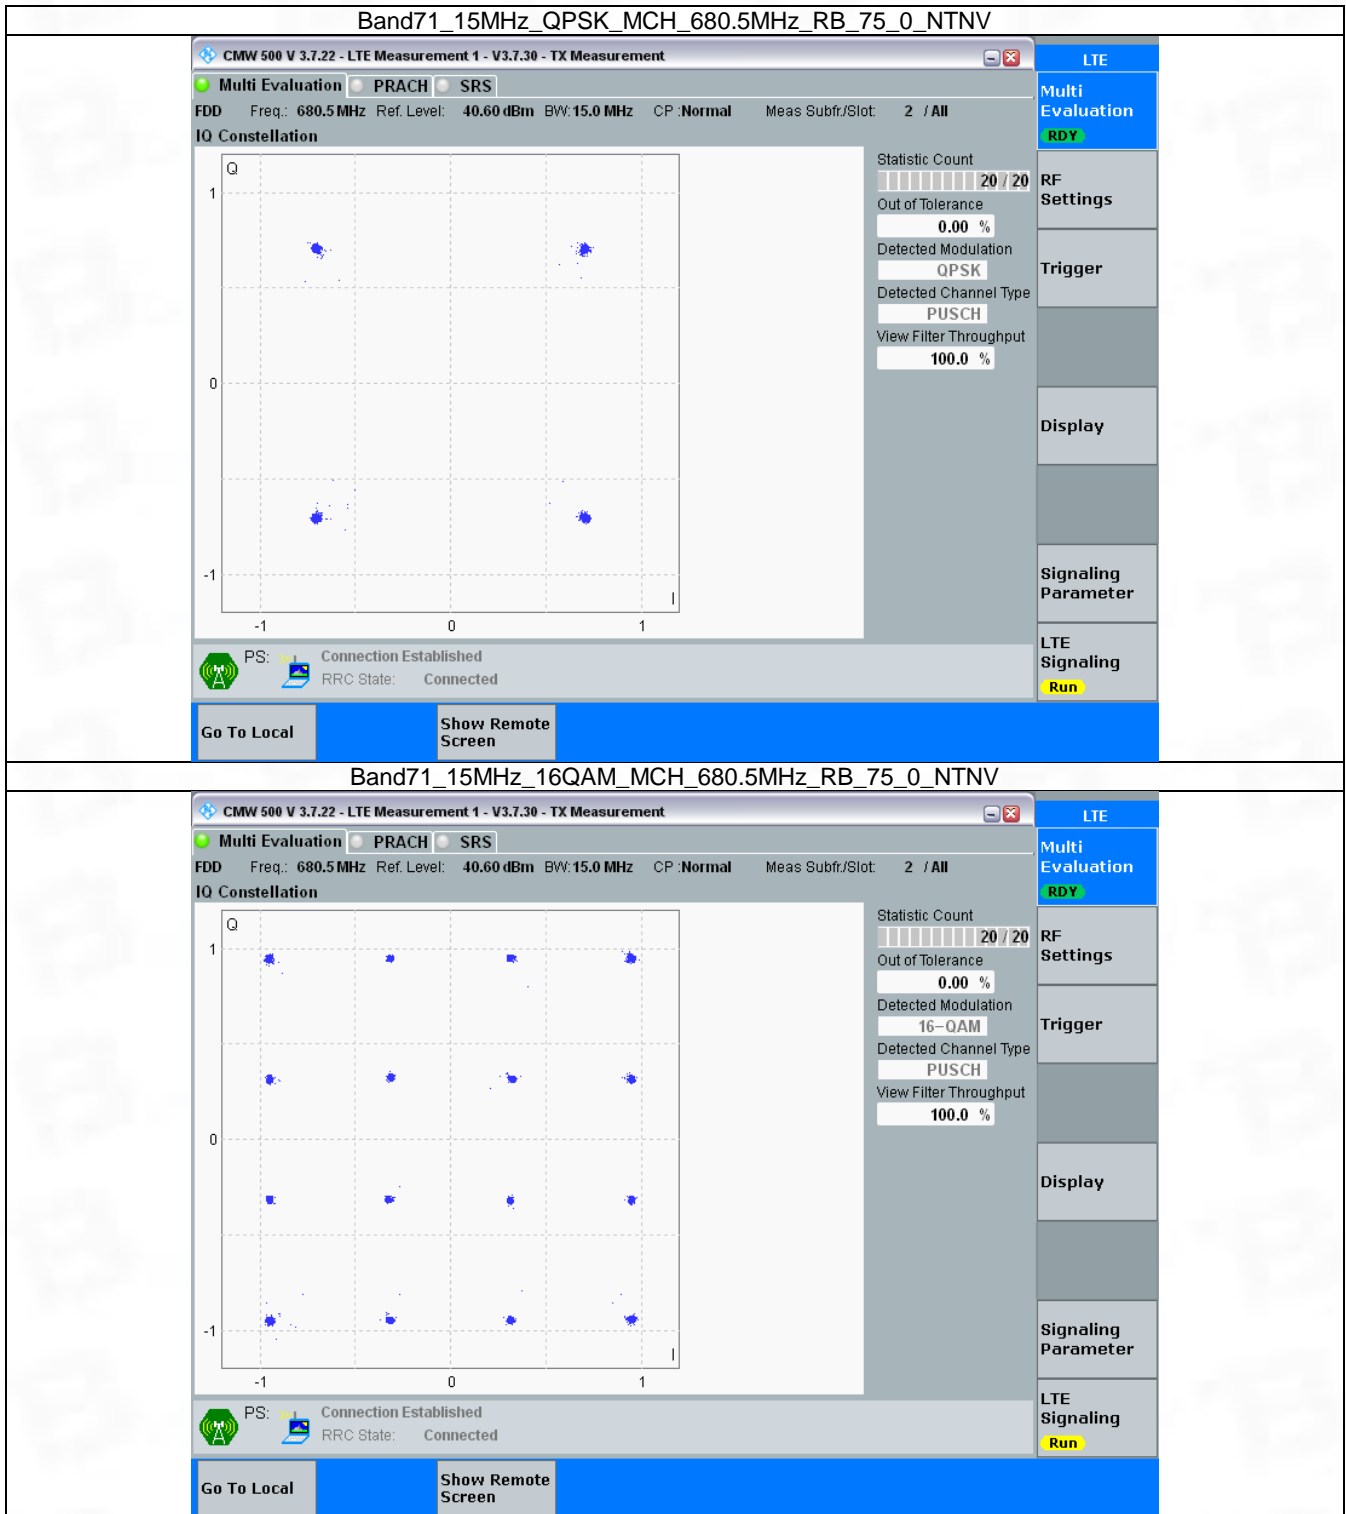 Band71_15MHz_QPSK_MCH_680.5MHz_RB_75_0_NTNV
CMW 500 V 3.7.22 - LTE Measurement 1 - V3.7.30 - TX Measurement
LTE
Multi Evaluation PRACH SRS
Multi
Evaluation
RDY
FDD Freq.: 680.5 MHz Ref. Level: 40.60 dBm BW: 15.0 MHz CP : Normal Meas Subfr./Slot: 2 / All
IQ Constellation
Q
1
0
-1
I
-1 0 1
Statistic Count
20 / 20
Out of Tolerance
0.00 %
Detected Modulation
QPSK
Detected Channel Type
PUSCH
View Filter Throughput
100.0 %
RF
Settings
Trigger
Display
Signaling
Parameter
LTE
Signaling
Run
PS: Connection Established
RRC State: Connected
Go To Local
Show Remote
Screen
Band71_15MHz_16QAM_MCH_680.5MHz_RB_75_0_NTNV
CMW 500 V 3.7.22 - LTE Measurement 1 - V3.7.30 - TX Measurement
LTE
Multi Evaluation PRACH SRS
Multi
Evaluation
RDY
FDD Freq.: 680.5 MHz Ref. Level: 40.60 dBm BW: 15.0 MHz CP : Normal Meas Subfr./Slot: 2 / All
IQ Constellation
Q
1
0
-1
I
-1 0 1
Statistic Count
20 / 20
Out of Tolerance
0.00 %
Detected Modulation
16-QAM
Detected Channel Type
PUSCH
View Filter Throughput
100.0 %
RF
Settings
Trigger
Display
Signaling
Parameter
LTE
Signaling
Run
PS: Connection Established
RRC State: Connected
Go To Local
Show Remote
Screen